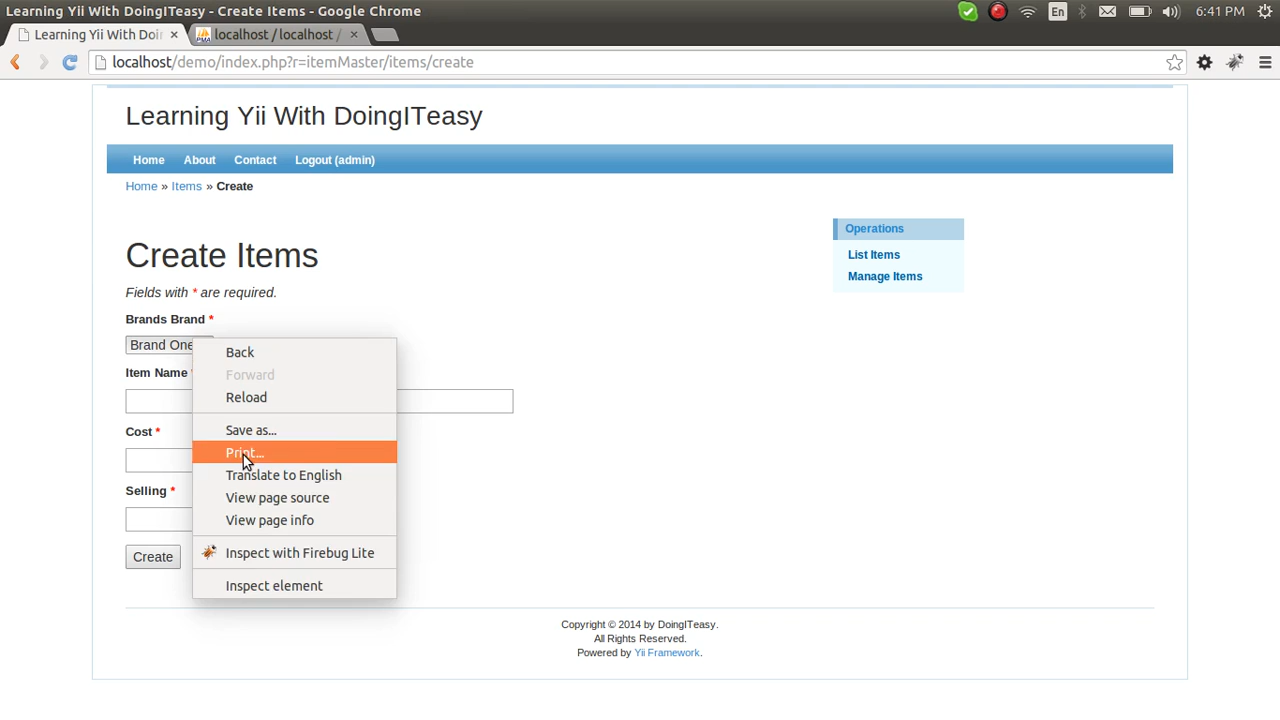 Learning Yii With DoingITeasy - Create Items - Google Chrome
En
6:41 PM
Learning Yii With Doin
PMA
localhost / localhost /
localhost/demo/index.php?r=itemMaster/items/create
Learning Yii With DoingITeasy
Home
About
Contact
Logout (admin)
Home » Items » Create
Operations
List Items
Manage Items
Create Items
Fields with * are required.
Brands Brand *
Brand One
Item Name
Cost *
Selling *
Create
Back
Forward
Reload
Save as...
Print...
Translate to English
View page source
View page info
Inspect with Firebug Lite
Inspect element
Copyright © 2014 by DoingITeasy.
All Rights Reserved.
Powered by Yii Framework.